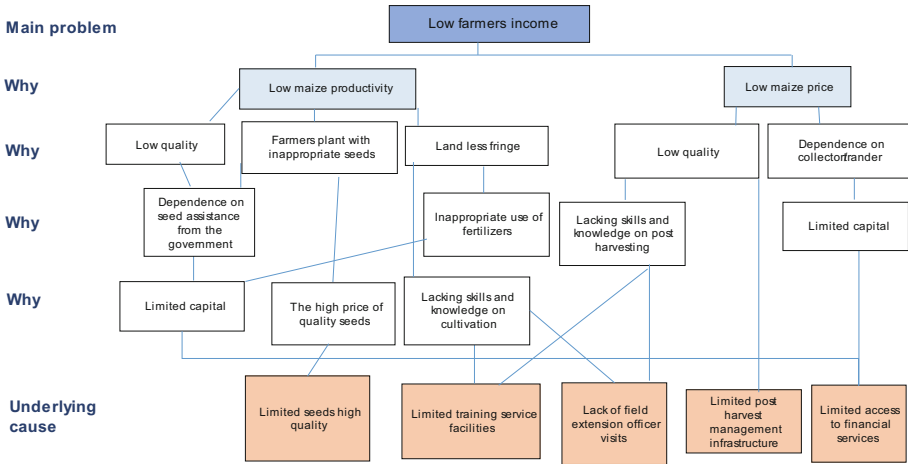 Main problem
Low farmers income
Why
Low maize productivity
Low maize price
Why
Low quality
Farmers plant with
inappropriate seeds
Land less fringe
Low quality
Dependence on
collector/trander
Why
Dependence on
seed assistance
from the
government
Inappropriate use of
fertilizers
Lacking skills and
knowledge on post
harvesting
Limited capital
Why
Limited capital
The high price of
quality seeds
Lacking skills and
knowledge on
cultivation
Underlying
cause
Limited seeds high
quality
Limited training service
facilities
Lack of field
extension officer
visits
Limited post
harvest
management
infrastructure
Limited access
to financial
services